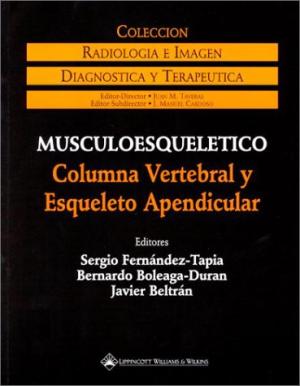 COLECCION
RADIOLOGIA E IMAGEN
DIAGNOSTICA Y TERAPEUTICA
Editor-Director • JUAN M. TAVERAS
Editor Subdirector • J. MANUEL CARDOSO
MUSCULOESQUELETICO
Columna Vertebral y
Esqueleto Apendicular
Editores
Sergio Fernández-Tapia
Bernardo Boleaga-Duran
Javier Beltrán
LIPPINCOTT WILLIAMS & WILKINS